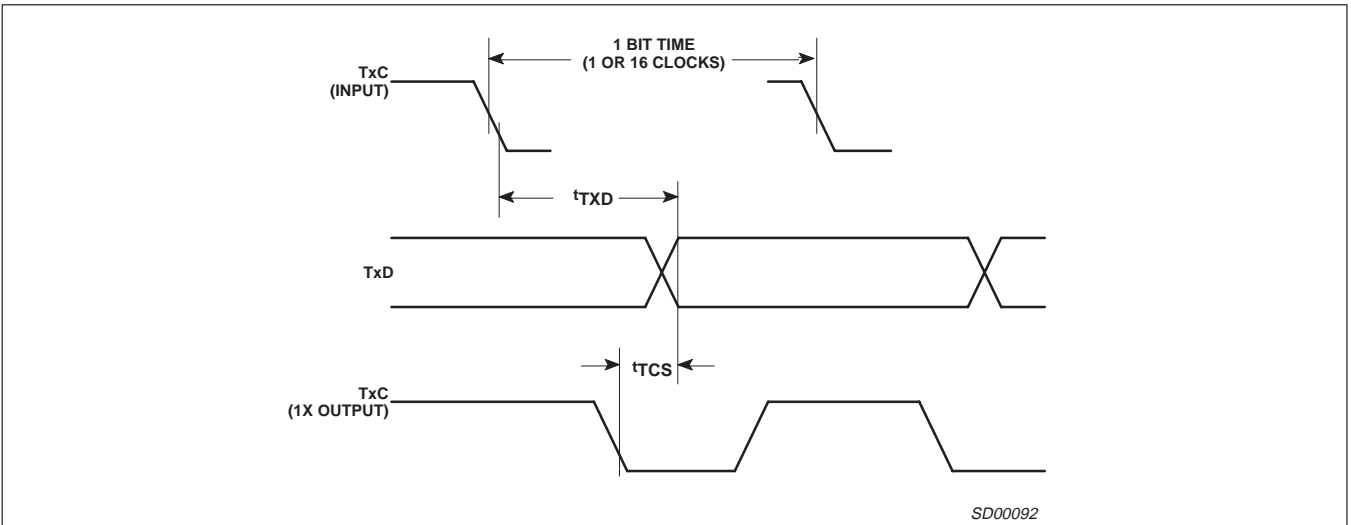 1 BIT TIME
(1 OR 16 CLOCKS)
TxC
(INPUT)
tTXD
TxD
tTCS
TxC
(1X OUTPUT)
SD00092